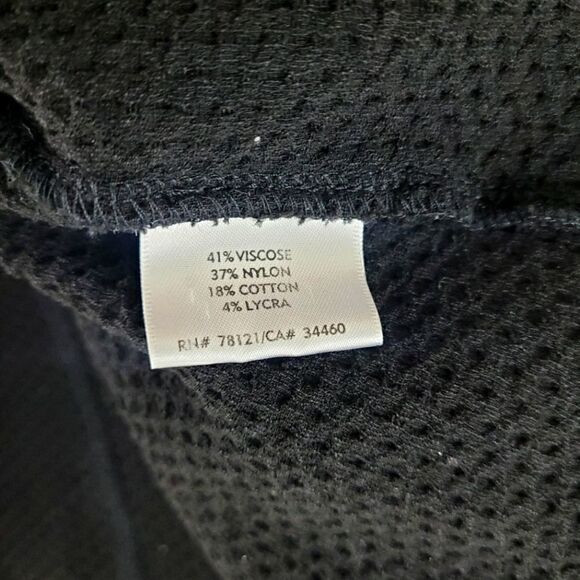 41% VISCOSE
37% NYLON
18% COTTON
4% LYCRA
RN# 78121/CA# 34460